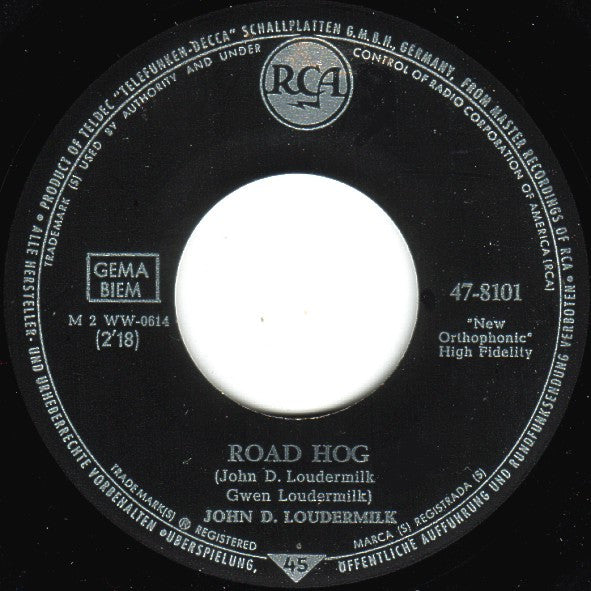 PRODUCT OF TELDEC "TELEFUNKEN-DECCA" SCHALLPLATTEN G.M.B.H., GERMANY, FROM MASTER RECORDINGS OF RCA •
TRADEMARK (S) USED BY AUTHORITY AND UNDER CONTROL OF RADIO CORPORATION OF AMERICA (RCA)
RCA
GEMA
BIEM
M 2 WW-0614
(2'18)
47-8101
"New
Orthophonic"
High Fidelity
ROAD HOG
(John D. Loudermilk
Gwen Loudermilk)
JOHN D. LOUDERMILK
TRADEMARK(S) ® REGISTERED
MARCA (S) REGISTRADA (S)
45
• ALLE HERSTELLER- UND URHEBERRECHTE VORBEHALTEN • ÜBERSPIELUNG, ÖFFENTLICHE AUFFÜHRUNG UND RUNDFUNKSENDUNG VERBOTEN •